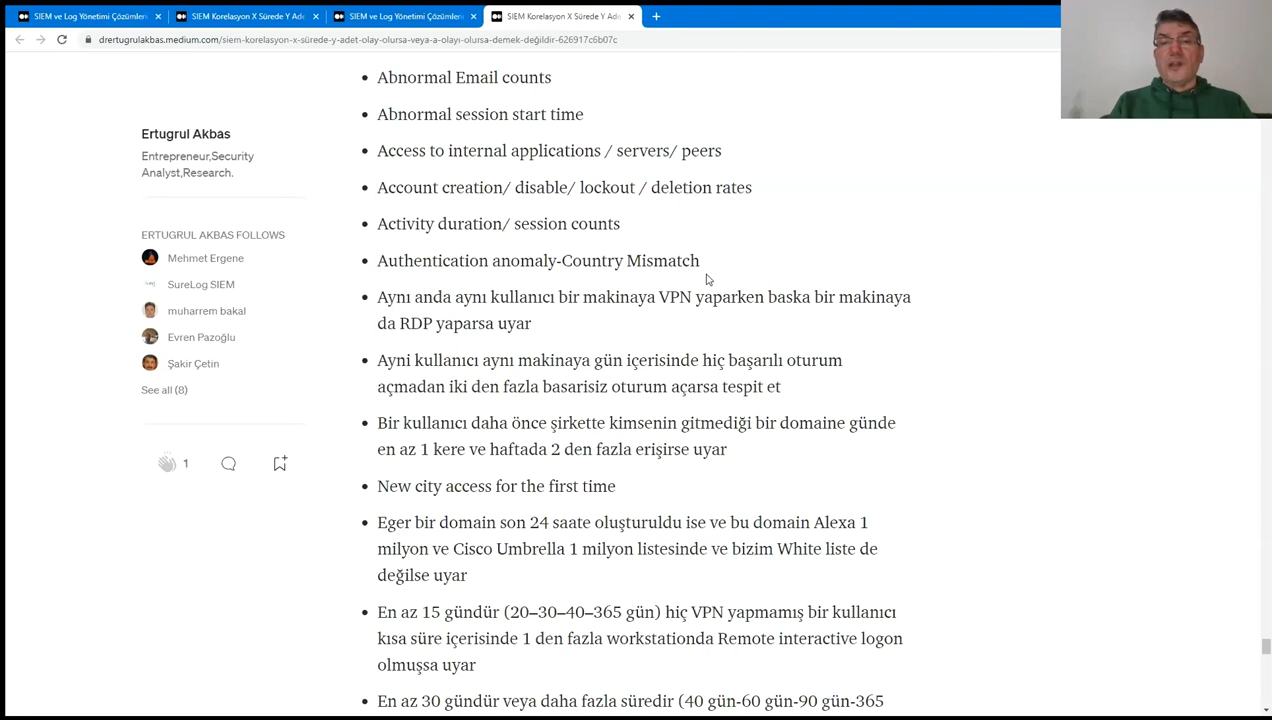 SIEM ve Log Yönetimi Çözümleri
SIEM Korelasyon X Sürede Y Ade
SIEM ve Log Yönetimi Çözümleri
SIEM Korelasyon X Sürede Y Ade
drertugrulakbas.medium.com/siem-korelasyon-x-sürede-y-adet-olay-olursa-veya-a-olayı-olursa-demek-değildir-626917c6b07c
Ertugrul Akbas
Entrepreneur,Security
Analyst,Research.
ERTUGRUL AKBAS FOLLOWS
Mehmet Ergene
SureLog SIEM
muharrem bakal
Evren Pazoğlu
Şakir Çetin
See all (8)
1
• Abnormal Email counts
• Abnormal session start time
• Access to internal applications / servers/ peers
• Account creation/ disable/ lockout / deletion rates
• Activity duration/ session counts
• Authentication anomaly-Country Mismatch
• Aynı anda aynı kullanıcı bir makinaya VPN yaparken baska bir makinaya
da RDP yaparsa uyar
• Ayni kullanıcı aynı makinaya gün içerisinde hiç başarılı oturum
açmadan iki den fazla basarisiz oturum açarsa tespit et
• Bir kullanıcı daha önce şirkette kimsenin gitmediği bir domaine günde
en az 1 kere ve haftada 2 den fazla erişirse uyar
• New city access for the first time
• Eger bir domain son 24 saate oluşturuldu ise ve bu domain Alexa 1
milyon ve Cisco Umbrella 1 milyon listesinde ve bizim White liste de
değilse uyar
• En az 15 gündür (20–30–40–365 gün) hiç VPN yapmamış bir kullanıcı
kısa süre içerisinde 1 den fazla workstationda Remote interactive logon
olmuşsa uyar
• En az 30 gündür veya daha fazla süredir (40 gün-60 gün-90 gün-365